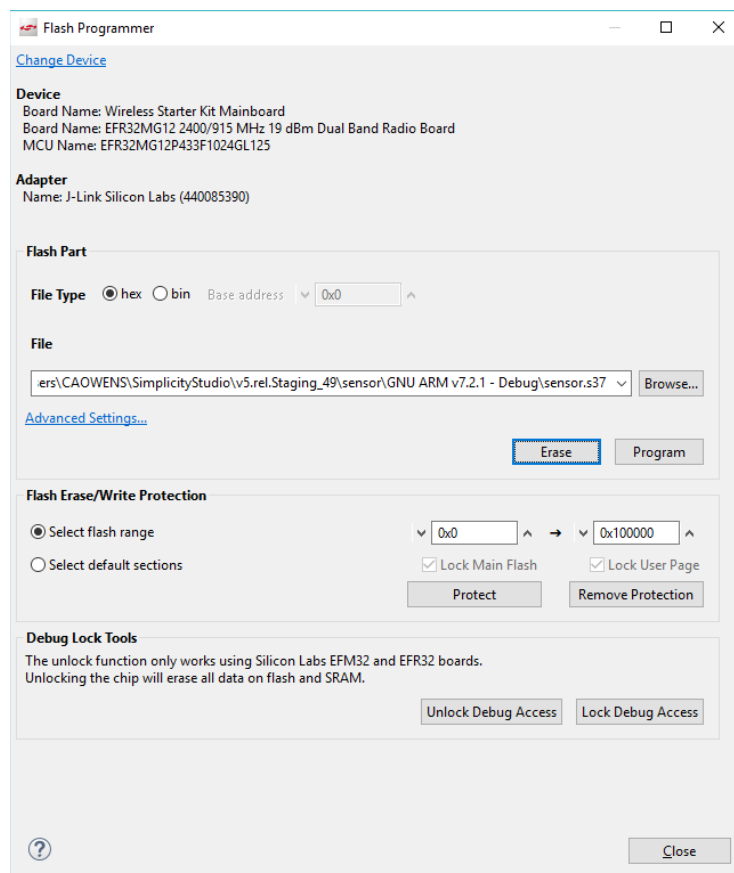 Flash Programmer
Change Device
Device
Board Name: Wireless Starter Kit Mainboard
Board Name: EFR32MG12 2400/915 MHz 19 dBm Dual Band Radio Board
MCU Name: EFR32MG12P433F1024GL125
Adapter
Name: J-Link Silicon Labs (440085390)
Flash Part
File Type hex bin Base address 0x0
File
ers\CAOWENS\SimplicityStudio\v5.rel.Staging_49\sensor\GNU ARM v7.2.1 - Debug\sensor.s37 Browse...
Advanced Settings...
Erase Program
Flash Erase/Write Protection
Select flash range 0x0 0x100000
Select default sections Lock Main Flash Lock User Page
Protect Remove Protection
Debug Lock Tools
The unlock function only works using Silicon Labs EFM32 and EFR32 boards.
Unlocking the chip will erase all data on flash and SRAM.
Unlock Debug Access Lock Debug Access
? Close